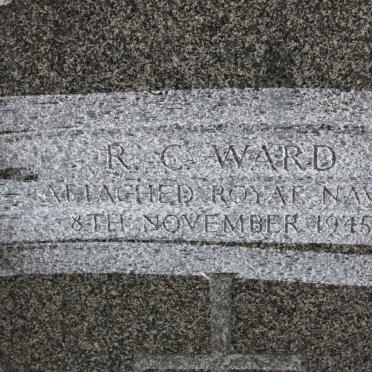 R. C. WARD
ATTACHED ROYAL NAV
8TH NOVEMBER 1945